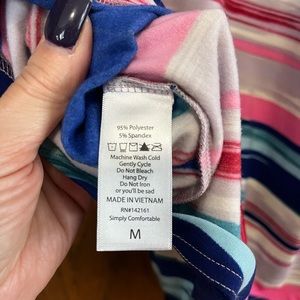 95% Polyester
5% Spandex
Machine Wash Cold
Gently Cycle
Do Not Bleach
Hang Dry
Do Not Iron
or you'll be sad
MADE IN VIETNAM
RN#142161
Simply Comfortable
M